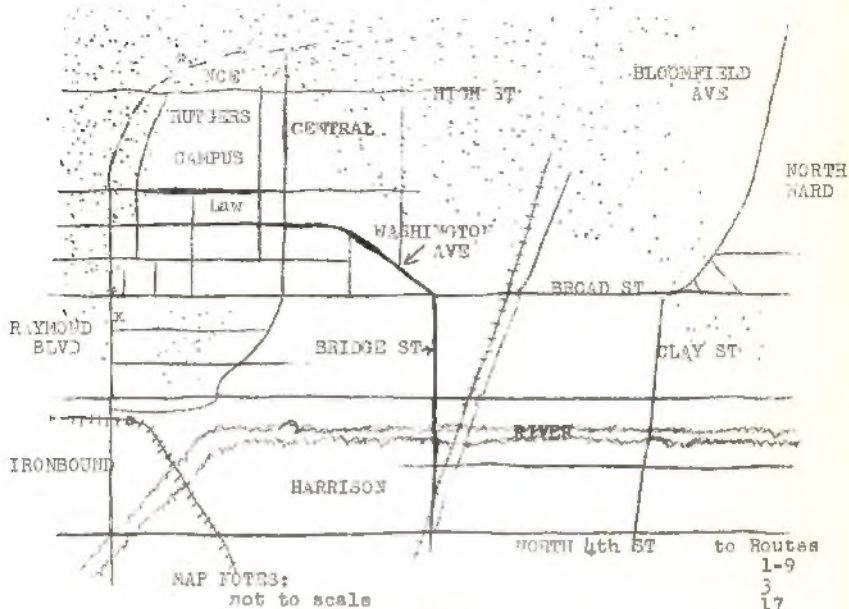 NCE
BLOOMFIELD
AVE
HIGH ST
RUTGERS
CENTRAL
CAMPUS
NORTH
WARD
Law
WASHINGTON
AVE
BROAD ST
x
RAYMOND
BLVD
BRIDGE ST
CLAY ST
RIVER
IRONBOUND
HARRISON
NORTH 4th ST
to Routes
1-9
3
17
MAP NOTES:
not to scale